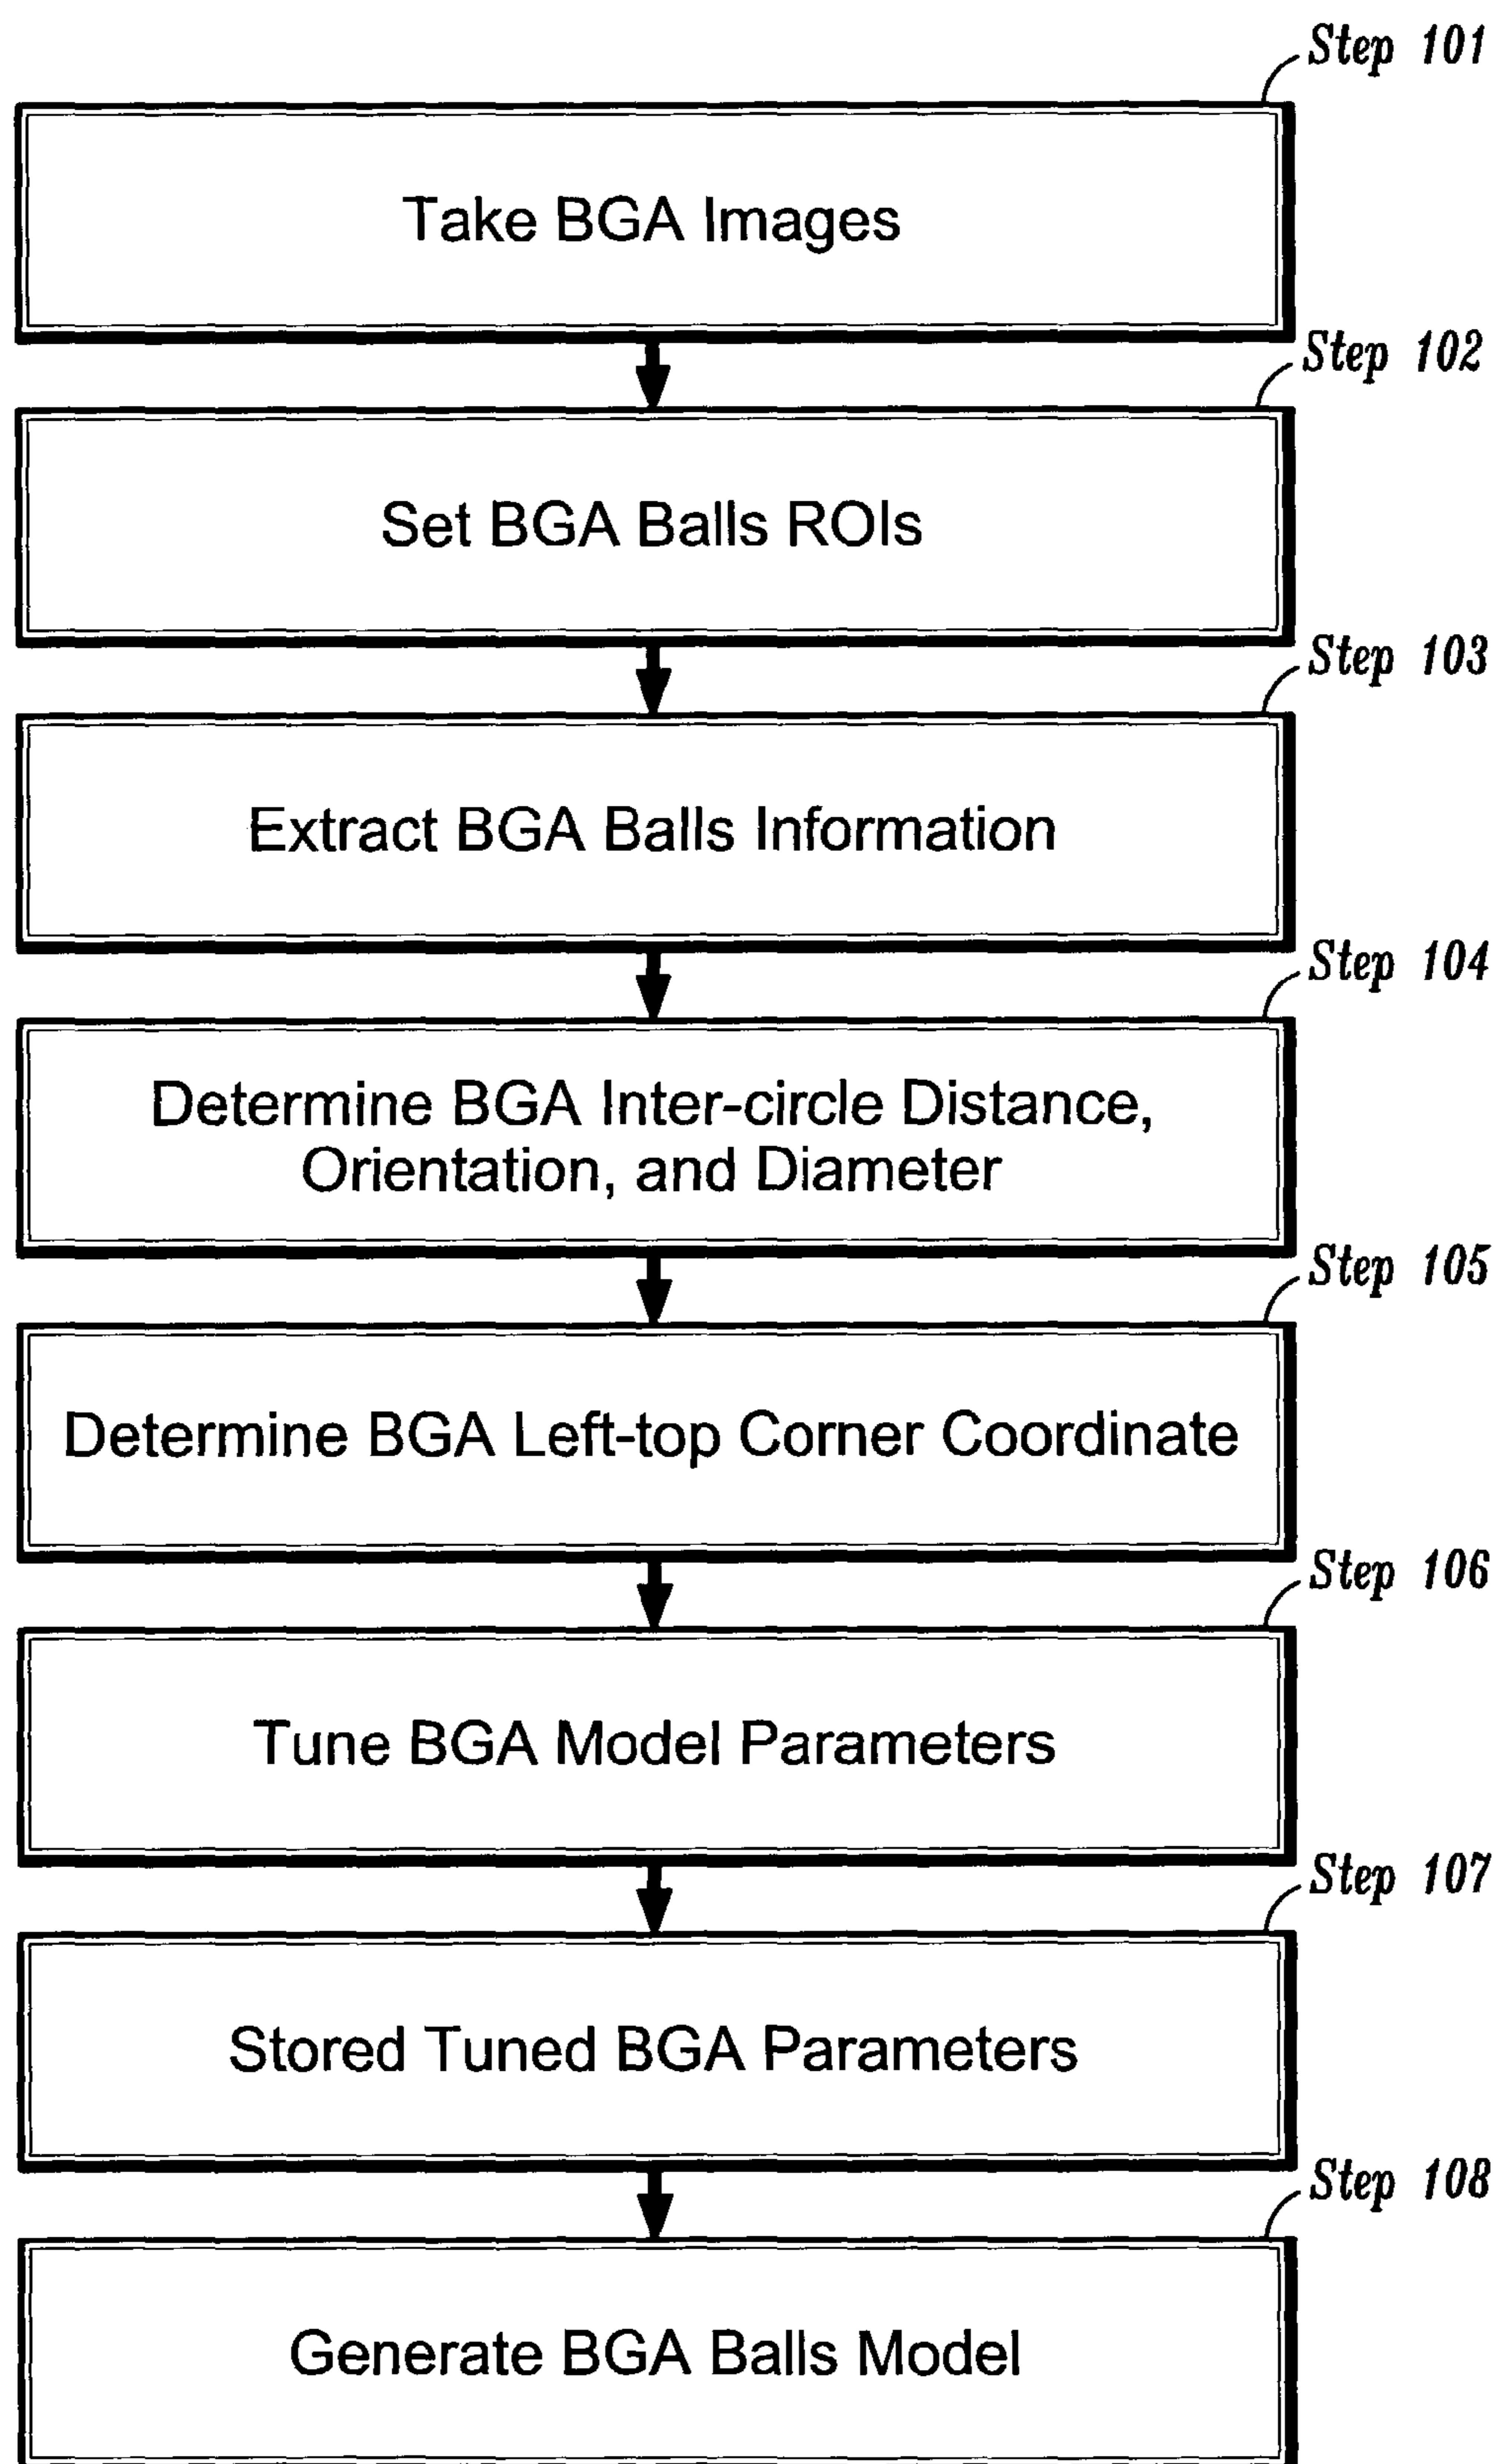 Step 101
Take BGA Images
Step 102
Set BGA Balls ROIs
Step 103
Extract BGA Balls Information
Step 104
Determine BGA Inter-circle Distance,
Orientation, and Diameter
Step 105
Determine BGA Left-top Corner Coordinate
Step 106
Tune BGA Model Parameters
Step 107
Stored Tuned BGA Parameters
Step 108
Generate BGA Balls Model